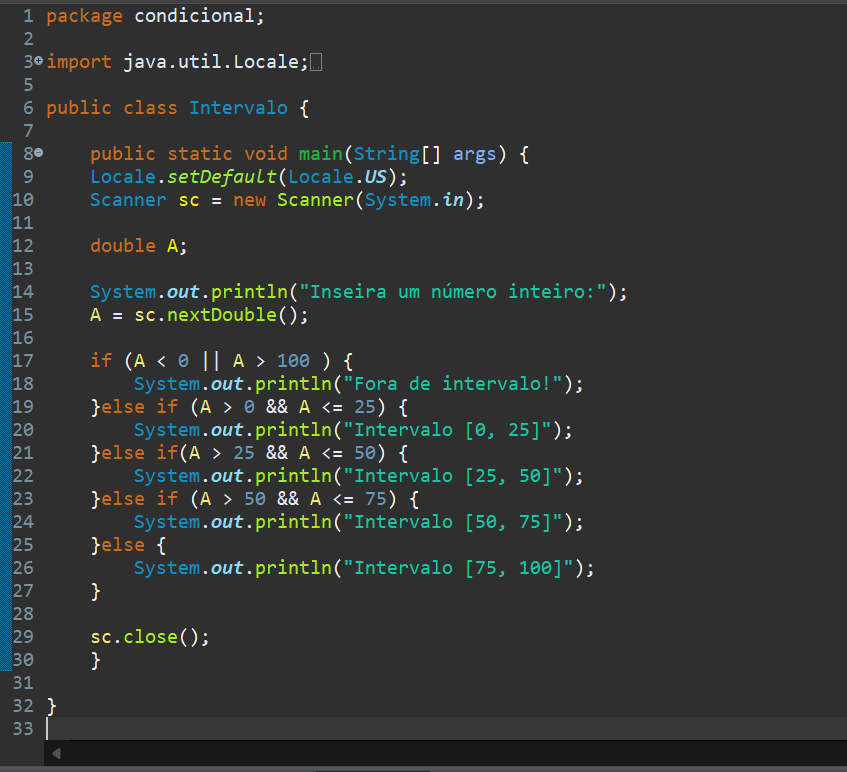 1 package condicional;
2
3 import java.util.Locale;
5
6 public class Intervalo {
7
8     public static void main(String[] args) {
9     Locale.setDefault(Locale.US);
10     Scanner sc = new Scanner(System.in);
11
12     double A;
13
14     System.out.println("Inseira um número inteiro:");
15     A = sc.nextDouble();
16
17     if (A < 0 || A > 100 ) {
18         System.out.println("Fora de intervalo!");
19     }else if (A > 0 && A <= 25) {
20         System.out.println("Intervalo [0, 25]");
21     }else if(A > 25 && A <= 50) {
22         System.out.println("Intervalo [25, 50]");
23     }else if (A > 50 && A <= 75) {
24         System.out.println("Intervalo [50, 75]");
25     }else {
26         System.out.println("Intervalo [75, 100]");
27     }
28
29     sc.close();
30     }
31
32 }
33